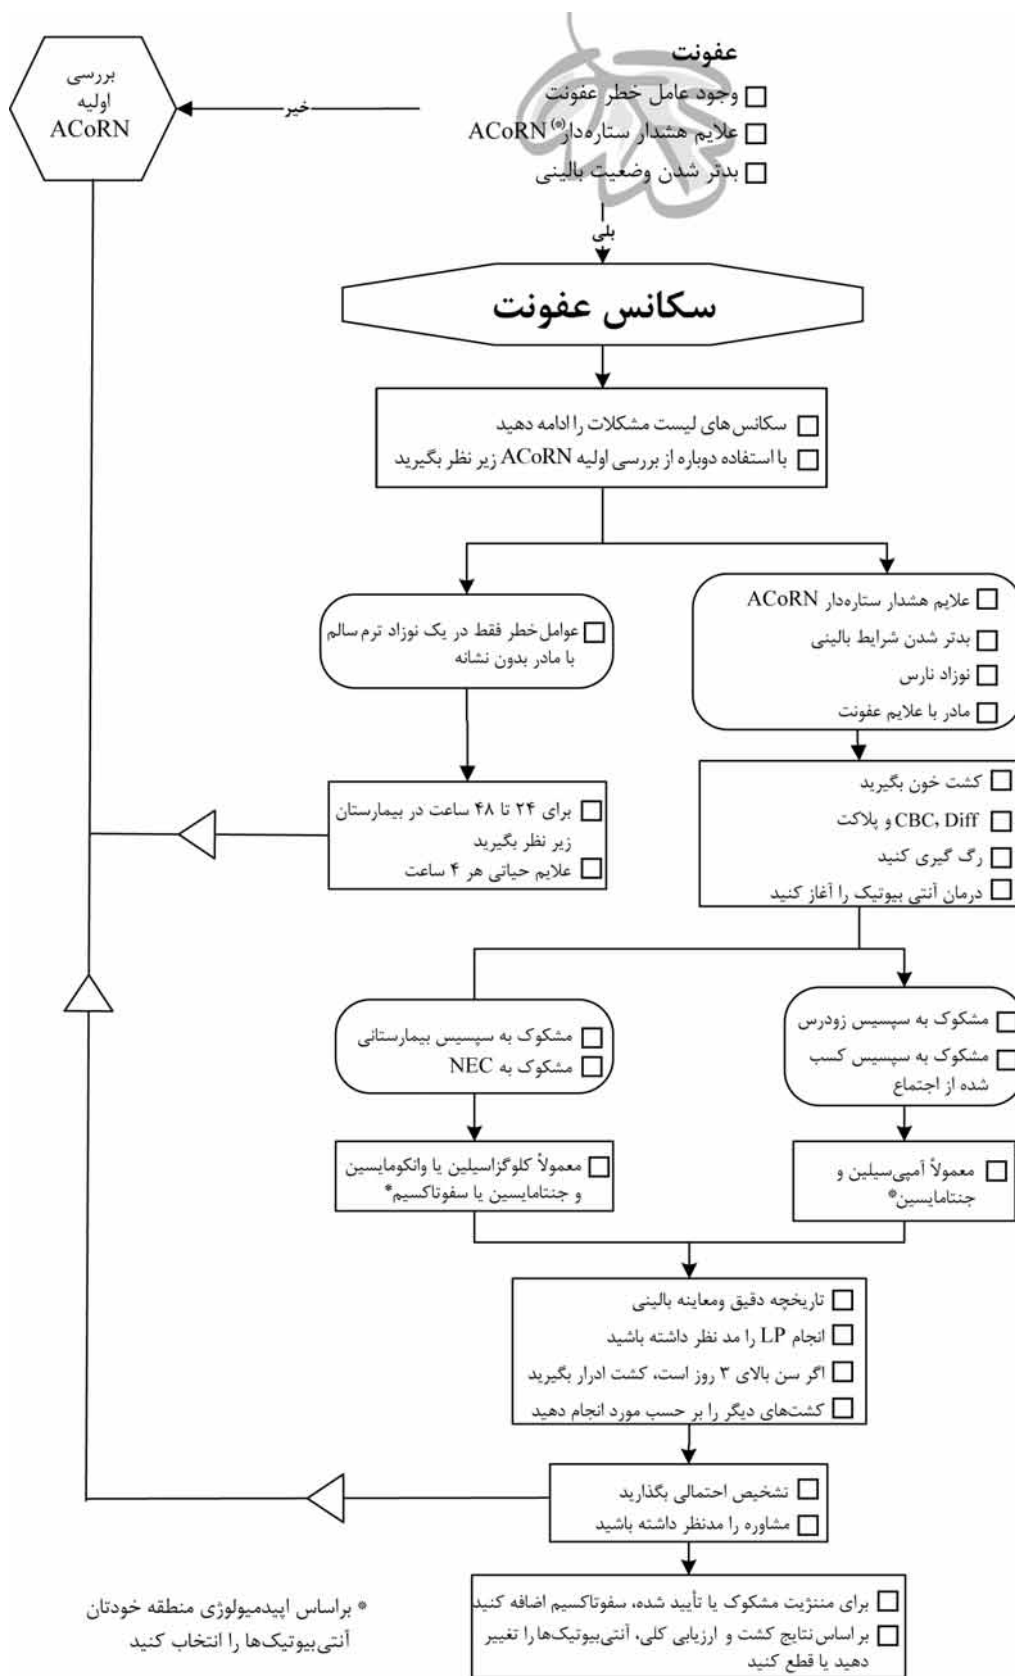 عفونت
وجود عامل خطر عفونت
علایم هشدار ستاره‌دار(*) ACoRN
بدتر شدن وضعیت بالینی
خیر
بررسی
اولیه
ACoRN
بلی
سکانس عفونت
سکانس‌های لیست مشکلات را ادامه دهید
با استفاده دوباره از بررسی اولیه ACoRN زیر نظر بگیرید
علایم هشدار ستاره‌دار ACoRN
بدتر شدن شرایط بالینی
نوزاد نارس
مادر با علایم عفونت
عوامل خطر فقط در یک نوزاد ترم سالم
با مادر بدون نشانه
کشت خون بگیرید
CBC, Diff و پلاکت
رگ گیری کنید
درمان آنتی بیوتیک را آغاز کنید
برای ۲۴ تا ۴۸ ساعت در بیمارستان
زیر نظر بگیرید
علایم حیاتی هر ۴ ساعت
مشکوک به سپسیس زودرس
مشکوک به سپسیس کسب
شده از اجتماع
مشکوک به سپسیس بیمارستانی
مشکوک به NEC
معمولاً آمپی‌سیلین و
جنتامایسین*
معمولاً کلوگزاسیلین یا وانکومایسین
و جنتامایسین یا سفوتاکسیم*
تاریخچه دقیق ومعاینه بالینی
انجام LP را مد نظر داشته باشید
اگر سن بالای ۳ روز است، کشت ادرار بگیرید
کشت‌های دیگر را بر حسب مورد انجام دهید
تشخیص احتمالی بگذارید
مشاوره را مدنظر داشته باشید
برای مننژیت مشکوک یا تأیید شده، سفوتاکسیم اضافه کنید
بر اساس نتایج کشت و ارزیابی کلی، آنتی‌بیوتیک‌ها را تغییر
دهید یا قطع کنید
* براساس اپیدمیولوژی منطقه خودتان
آنتی‌بیوتیک‌ها را انتخاب کنید